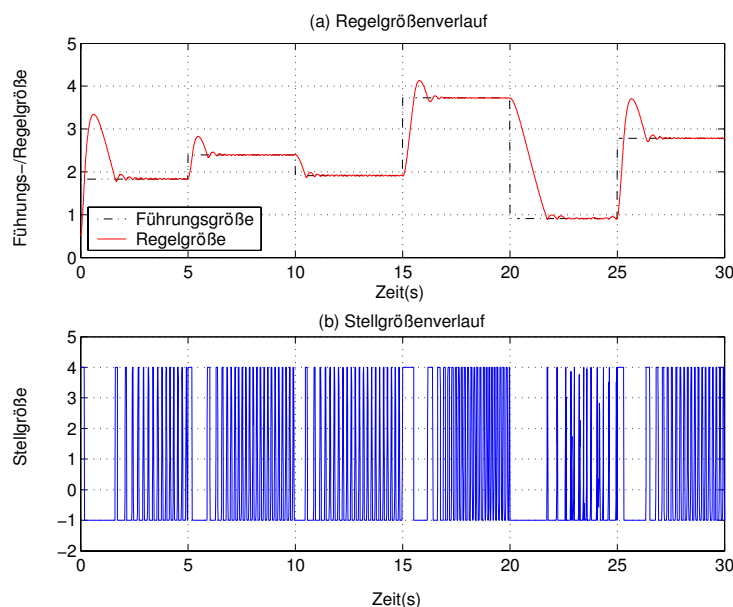 (a) Regelgrößenverlauf
Führungs-/Regelgröße
5
4
3
2
1
0
Führungsgröße
Regelgröße
0 5 10 15 20 25 30
Zeit(s)
(b) Stellgrößenverlauf
Stellgröße
5
4
3
2
1
0
−1
−2
0 5 10 15 20 25 30
Zeit(s)